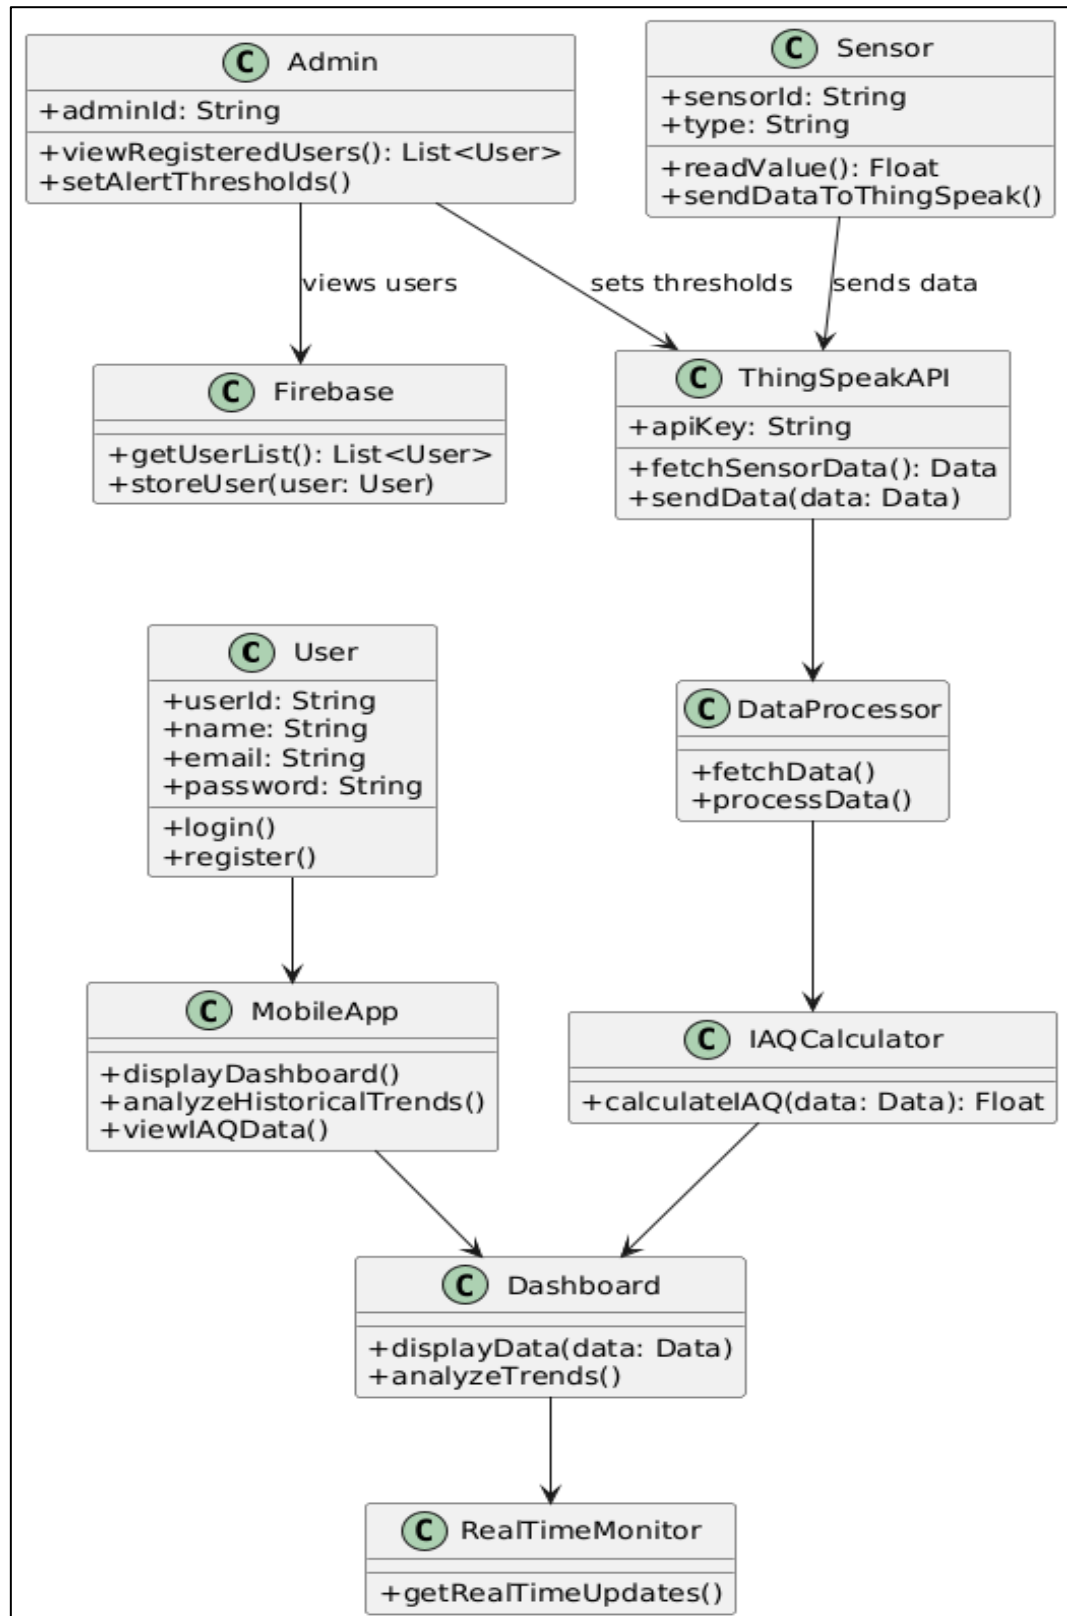 C Admin
+adminId: String
+viewRegisteredUsers(): List<User>
+setAlertThresholds()
C Sensor
+sensorId: String
+type: String
+readValue(): Float
+sendDataToThingSpeak()
views users
sets thresholds
sends data
C Firebase
+getUserList(): List<User>
+storeUser(user: User)
C ThingSpeakAPI
+apiKey: String
+fetchSensorData(): Data
+sendData(data: Data)
C User
+userId: String
+name: String
+email: String
+password: String
+login()
+register()
C DataProcessor
+fetchData()
+processData()
C MobileApp
+displayDashboard()
+analyzeHistoricalTrends()
+viewIAQData()
C IAQCalculator
+calculateIAQ(data: Data): Float
C Dashboard
+displayData(data: Data)
+analyzeTrends()
C RealTimeMonitor
+getRealTimeUpdates()